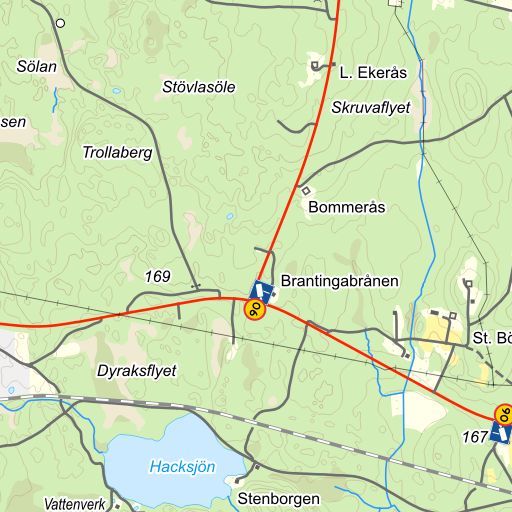 Sölan
Stövlasöle
L. Ekerås
Skruvaflyet
sen
Trollaberg
Bommerås
169
Brantingabrånen
90
St. Bö
Dyraksflyet
90
167
Hacksjön
Stenborgen
Vattenverk